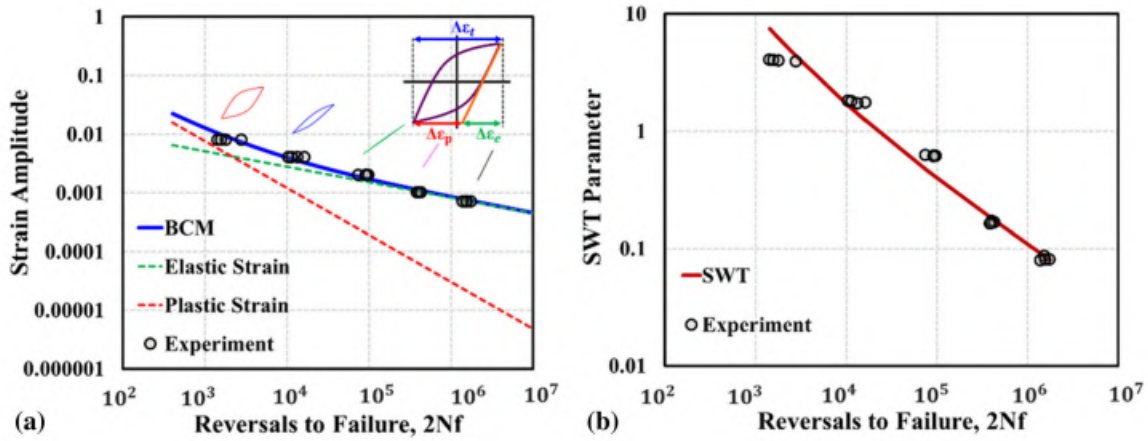 1
0.1
0.01
0.001
0.0001
0.00001
0.000001
Strain Amplitude
Δεt
Δεp
Δεe
BCM
Elastic Strain
Plastic Strain
Experiment
10² 10³ 10⁴ 10⁵ 10⁶ 10⁷
(a) Reversals to Failure, 2Nf
10
1
0.1
0.01
SWT Parameter
SWT
Experiment
10² 10³ 10⁴ 10⁵ 10⁶ 10⁷
(b) Reversals to Failure, 2Nf